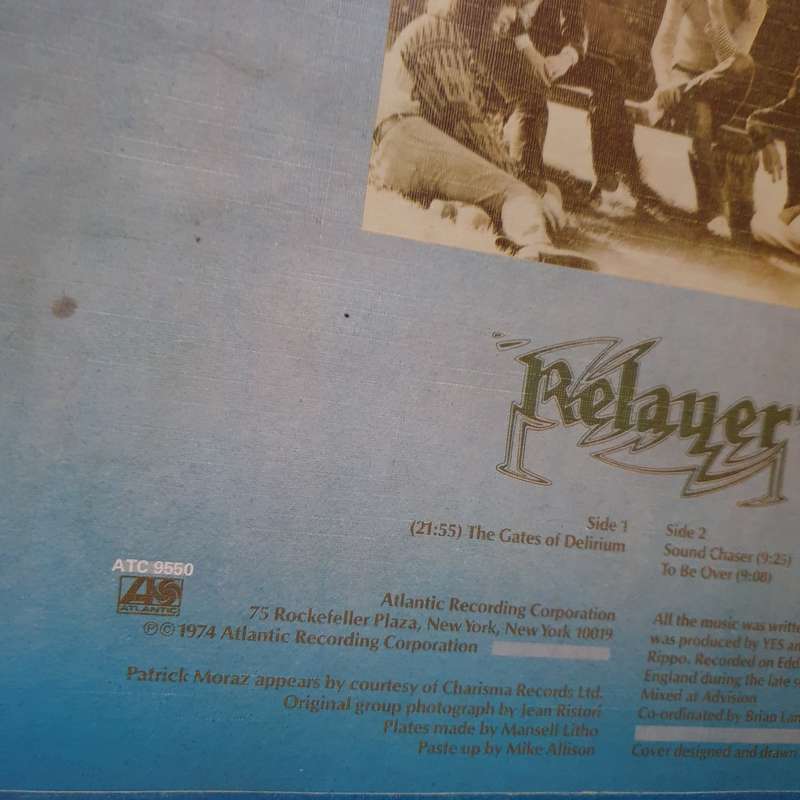 "Relayer"
Side 1
(21:55) The Gates of Delirium
Side 2
Sound Chaser (9:25)
To Be Over (9:08)
ATC 9550
ATLANTIC
Atlantic Recording Corporation
75 Rockefeller Plaza, New York, New York 10019
℗©1974 Atlantic Recording Corporation
Patrick Moraz appears by courtesy of Charisma Records Ltd.
Original group photograph by Jean Ristori
Plates made by Mansell Litho
Paste up by Mike Allison
All the music was
was produced by YES
Rippo. Recorded on
England during the late
Mixed at Advision
Co-ordinated by Brian
Cover designed and drawn